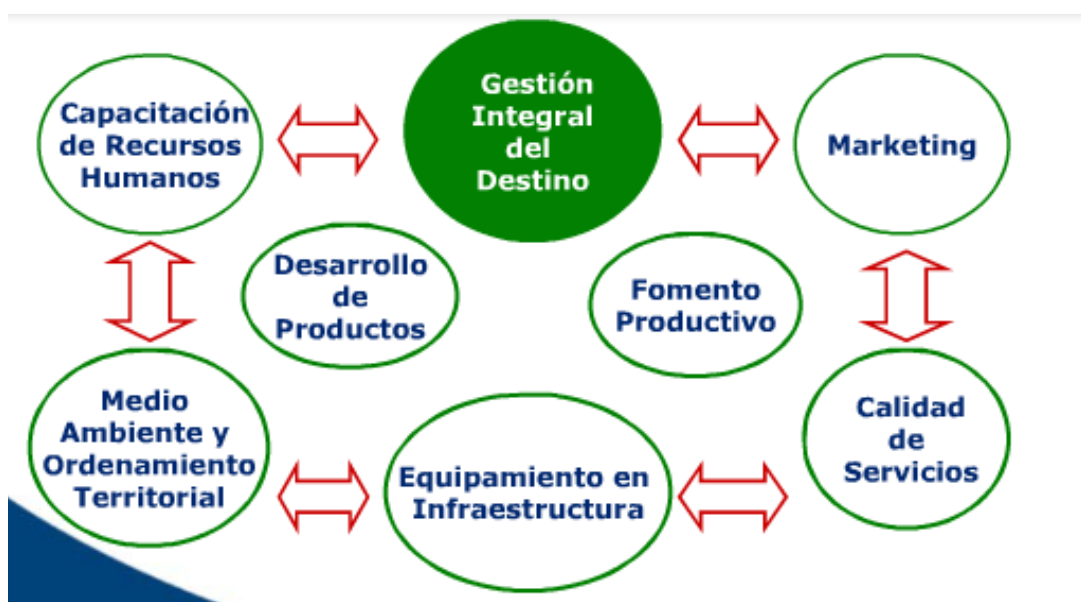 Gestión
Integral
del
Destino
Capacitación
de Recursos
Humanos
Marketing
Desarrollo
de
Productos
Fomento
Productivo
Medio
Ambiente y
Ordenamiento
Territorial
Equipamiento en
Infraestructura
Calidad
de
Servicios